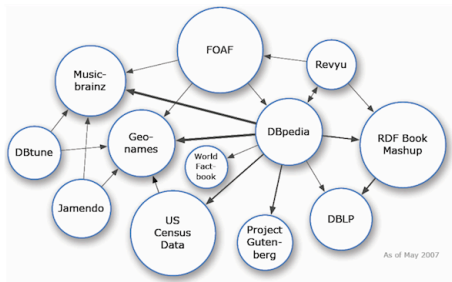 FOAF
Music-
brainz
Revyu
DBpedia
Geo-
names
RDF Book
Mashup
DBtune
World
Fact-
book
Jamendo
US
Census
Data
Project
Guten-
berg
DBLP
As of May 2007